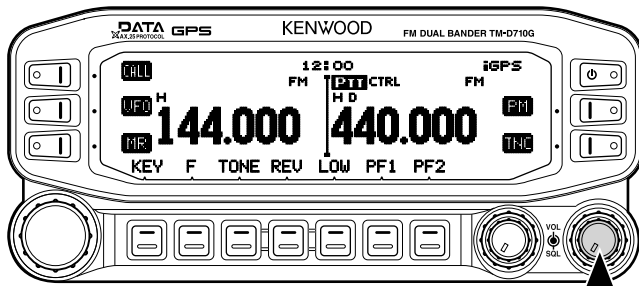 DATA GPS KENWOOD FM DUAL BANDER TM-D710G
AX.25 PROTOCOL
CALL 12:00 iGPS
FM PTT CTRL FM
VFO H H D PM
144.000 440.000
MR TNC
KEY F TONE REV LOW PF1 PF2
VOL
SQL